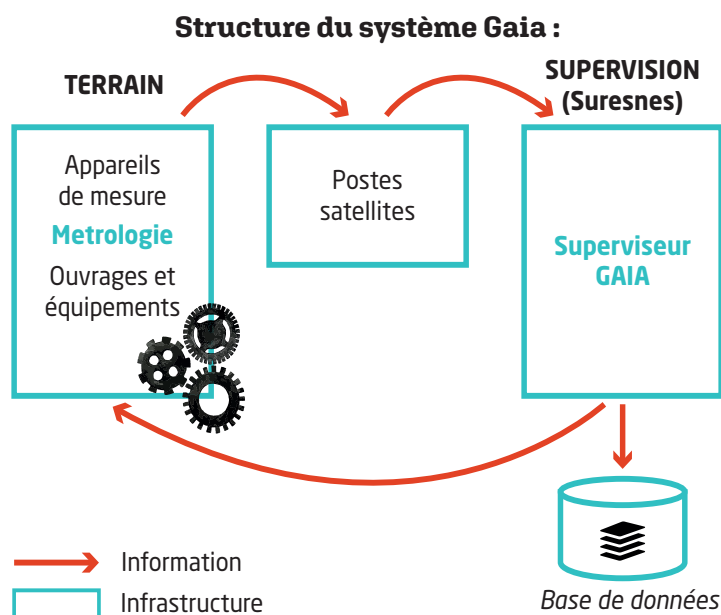 Structure du système Gaia :
TERRAIN
SUPERVISION
(Suresnes)
Appareils
de mesure
Metrologie
Ouvrages et
équipements
Postes
satellites
Superviseur
GAIA
Information
Infrastructure
Base de données